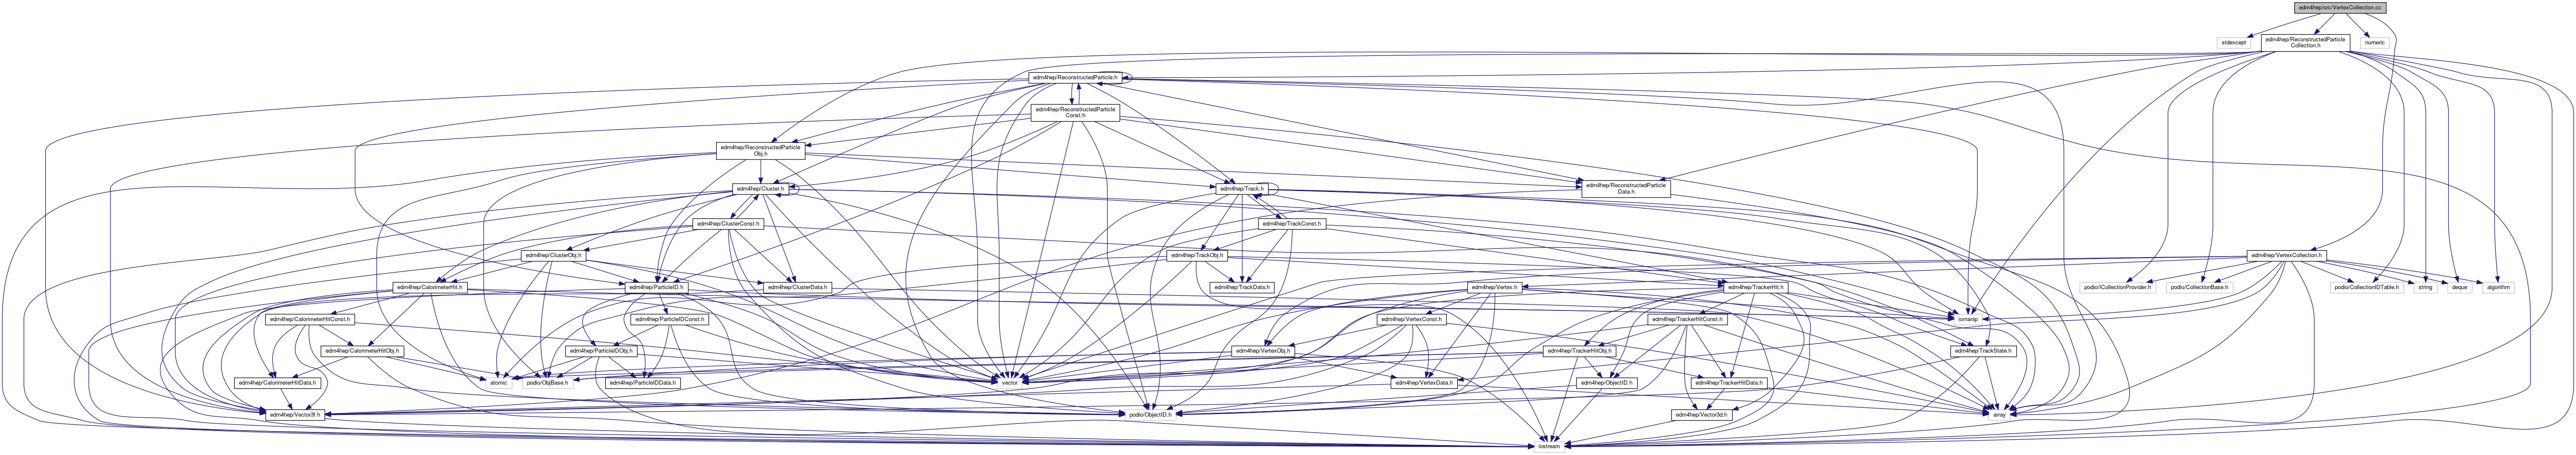 edm4hep/src/VertexCollection.cc
stdexcept
edm4hep/ReconstructedParticle
Collection.h
numeric
edm4hep/ReconstructedParticle.h
edm4hep/ReconstructedParticle
Const.h
edm4hep/ReconstructedParticle
Obj.h
edm4hep/Cluster.h
edm4hep/Track.h
edm4hep/ReconstructedParticle
Data.h
edm4hep/ClusterConst.h
edm4hep/TrackConst.h
edm4hep/ClusterObj.h
edm4hep/TrackObj.h
edm4hep/VertexCollection.h
edm4hep/CalorimeterHit.h
edm4hep/ParticleID.h
edm4hep/ClusterData.h
edm4hep/TrackData.h
edm4hep/Vertex.h
edm4hep/TrackerHit.h
podio/ICollectionProvider.h
podio/CollectionBase.h
podio/CollectionIDTable.h
string
deque
algorithm
edm4hep/CalorimeterHitConst.h
edm4hep/ParticleIDConst.h
edm4hep/VertexConst.h
edm4hep/TrackerHitConst.h
iomanip
edm4hep/CalorimeterHitObj.h
edm4hep/ParticleIDObj.h
edm4hep/VertexObj.h
edm4hep/TrackerHitObj.h
edm4hep/TrackState.h
edm4hep/CalorimeterHitData.h
atomic
podio/ObjBase.h
edm4hep/ParticleIDData.h
vector
edm4hep/VertexData.h
edm4hep/ObjectID.h
edm4hep/TrackerHitData.h
edm4hep/Vector3f.h
podio/ObjectID.h
edm4hep/Vector3d.h
array
iostream